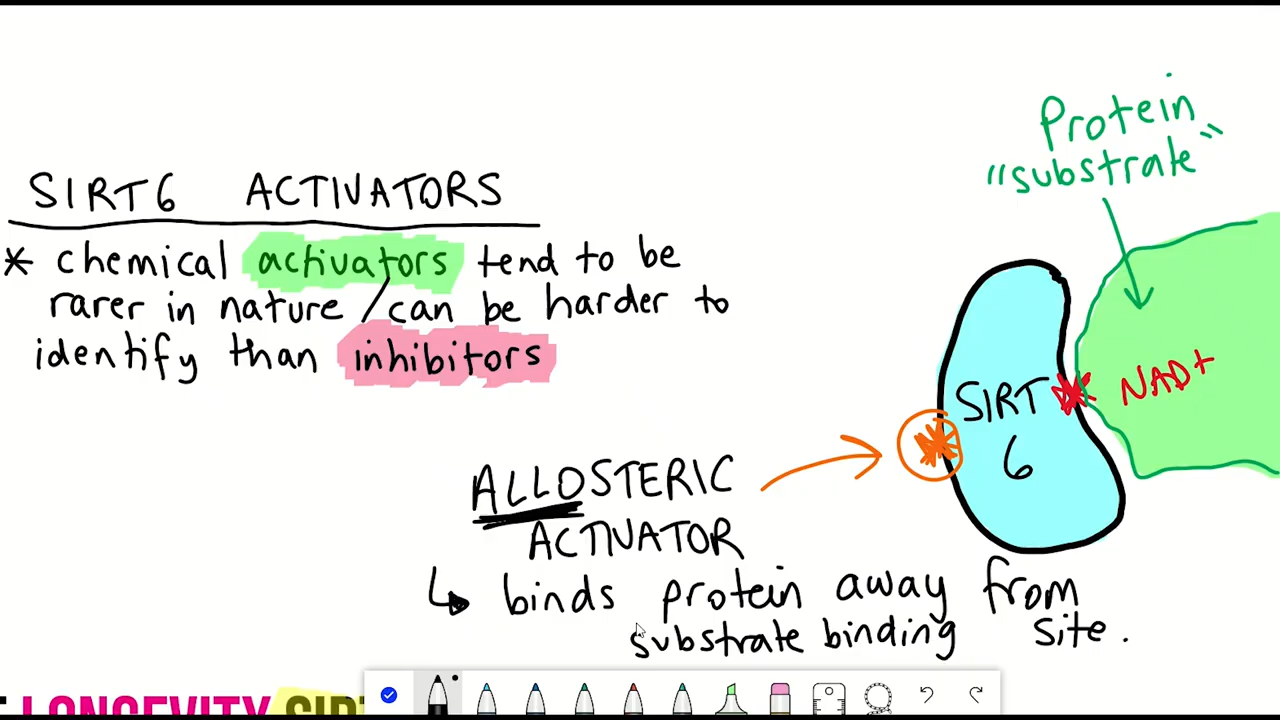 SIRT6 ACTIVATORS
* chemical activators tend to be
rarer in nature / can be harder to
identify than inhibitors
Protein
"substrate"
NAD+
SIRT
6
ALLOSTERIC
ACTIVATOR
↳ binds protein away from
substrate binding site.
LONGEVITY